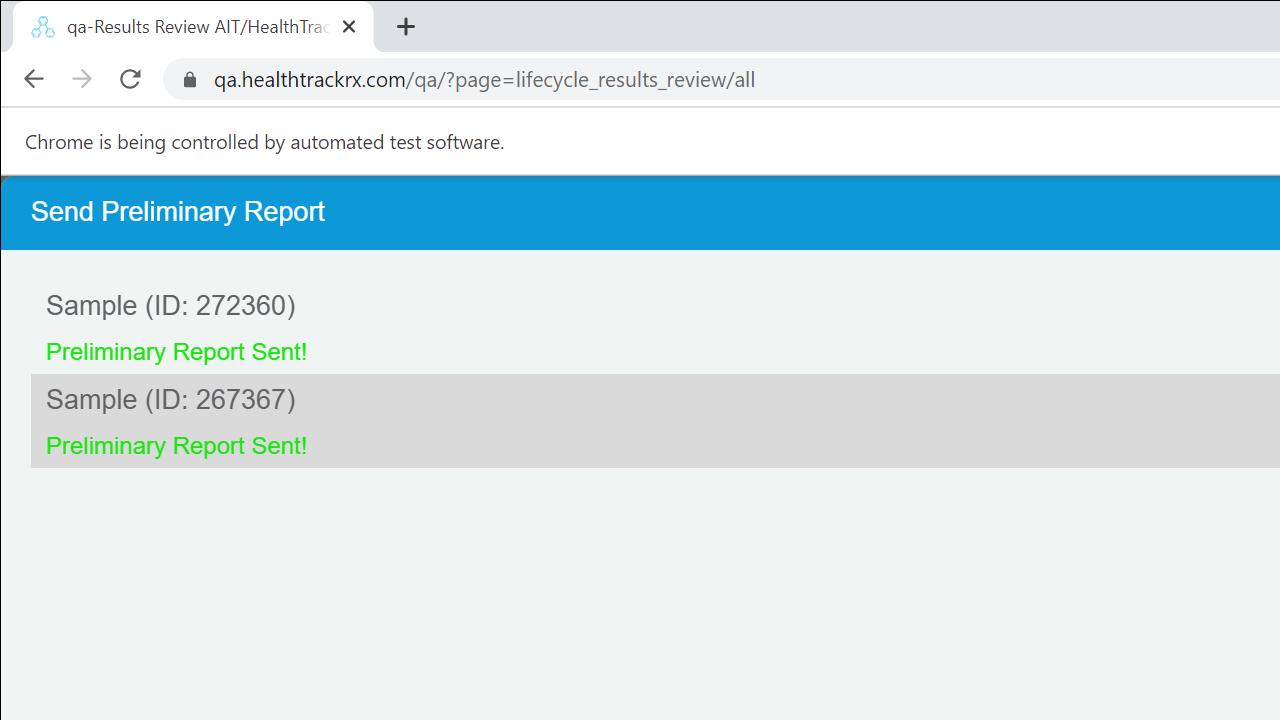 qa-Results Review AIT/HealthTrac
qa.healthtrackrx.com/qa/?page=lifecycle_results_review/all
Chrome is being controlled by automated test software.
Send Preliminary Report
Sample (ID: 272360)
Preliminary Report Sent!
Sample (ID: 267367)
Preliminary Report Sent!